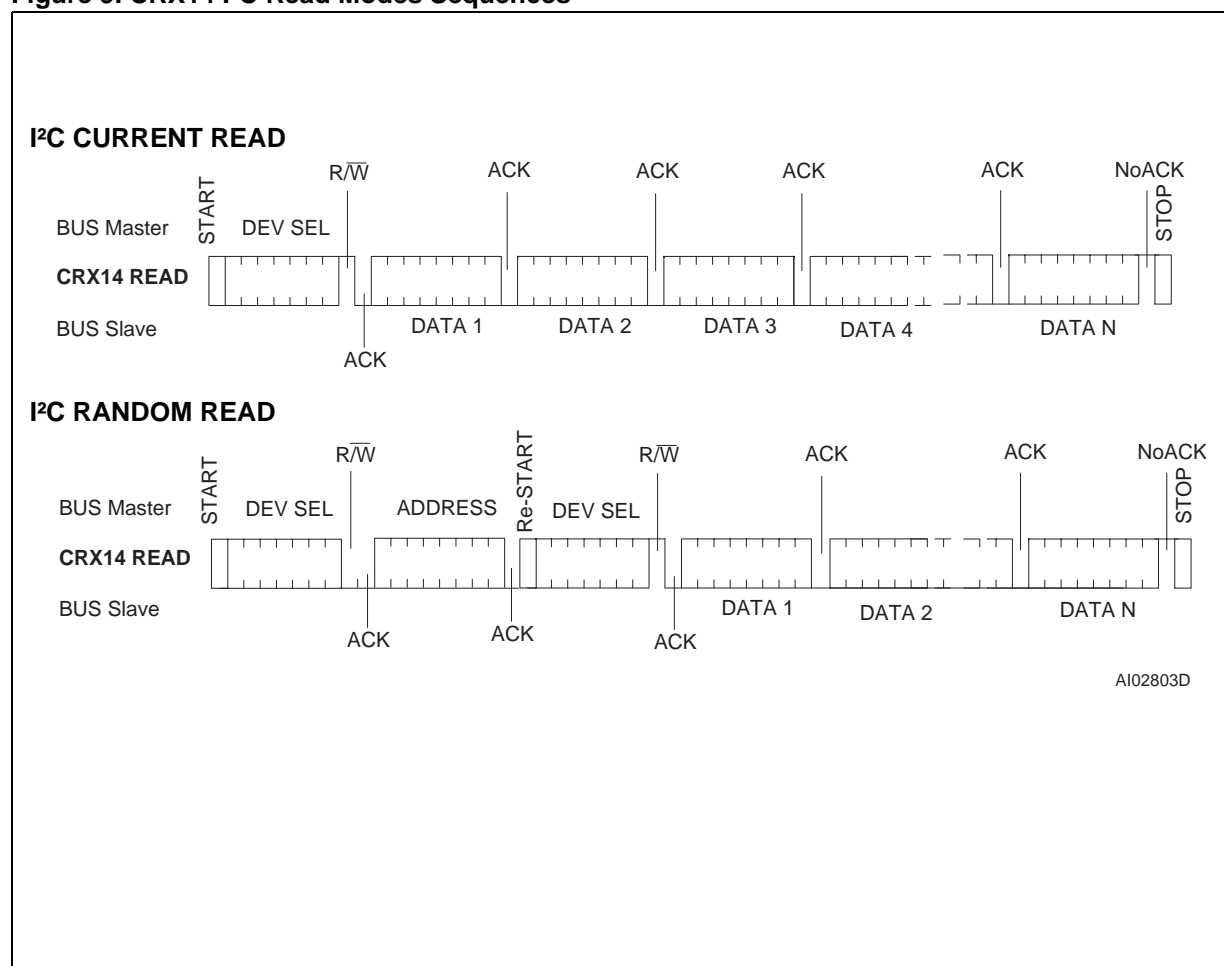 I²C CURRENT READ
R/W̅ ACK ACK ACK ACK NoACK
START
STOP
BUS Master DEV SEL
CRX14 READ
BUS Slave DATA 1 DATA 2 DATA 3 DATA 4 DATA N
ACK
I²C RANDOM READ
R/W̅ R/W̅ ACK ACK NoACK
START
Re-START
STOP
BUS Master DEV SEL ADDRESS DEV SEL
CRX14 READ
BUS Slave DATA 1 DATA 2 DATA N
ACK ACK ACK
AI02803D